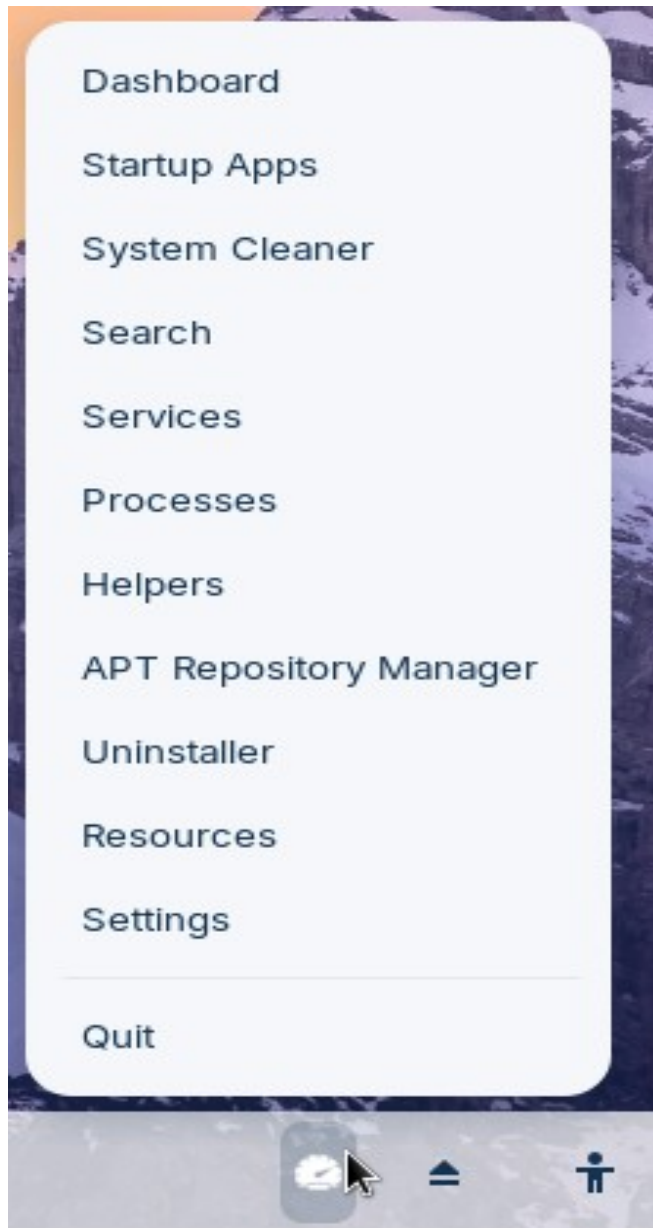 Dashboard
Startup Apps
System Cleaner
Search
Services
Processes
Helpers
APT Repository Manager
Uninstaller
Resources
Settings
Quit